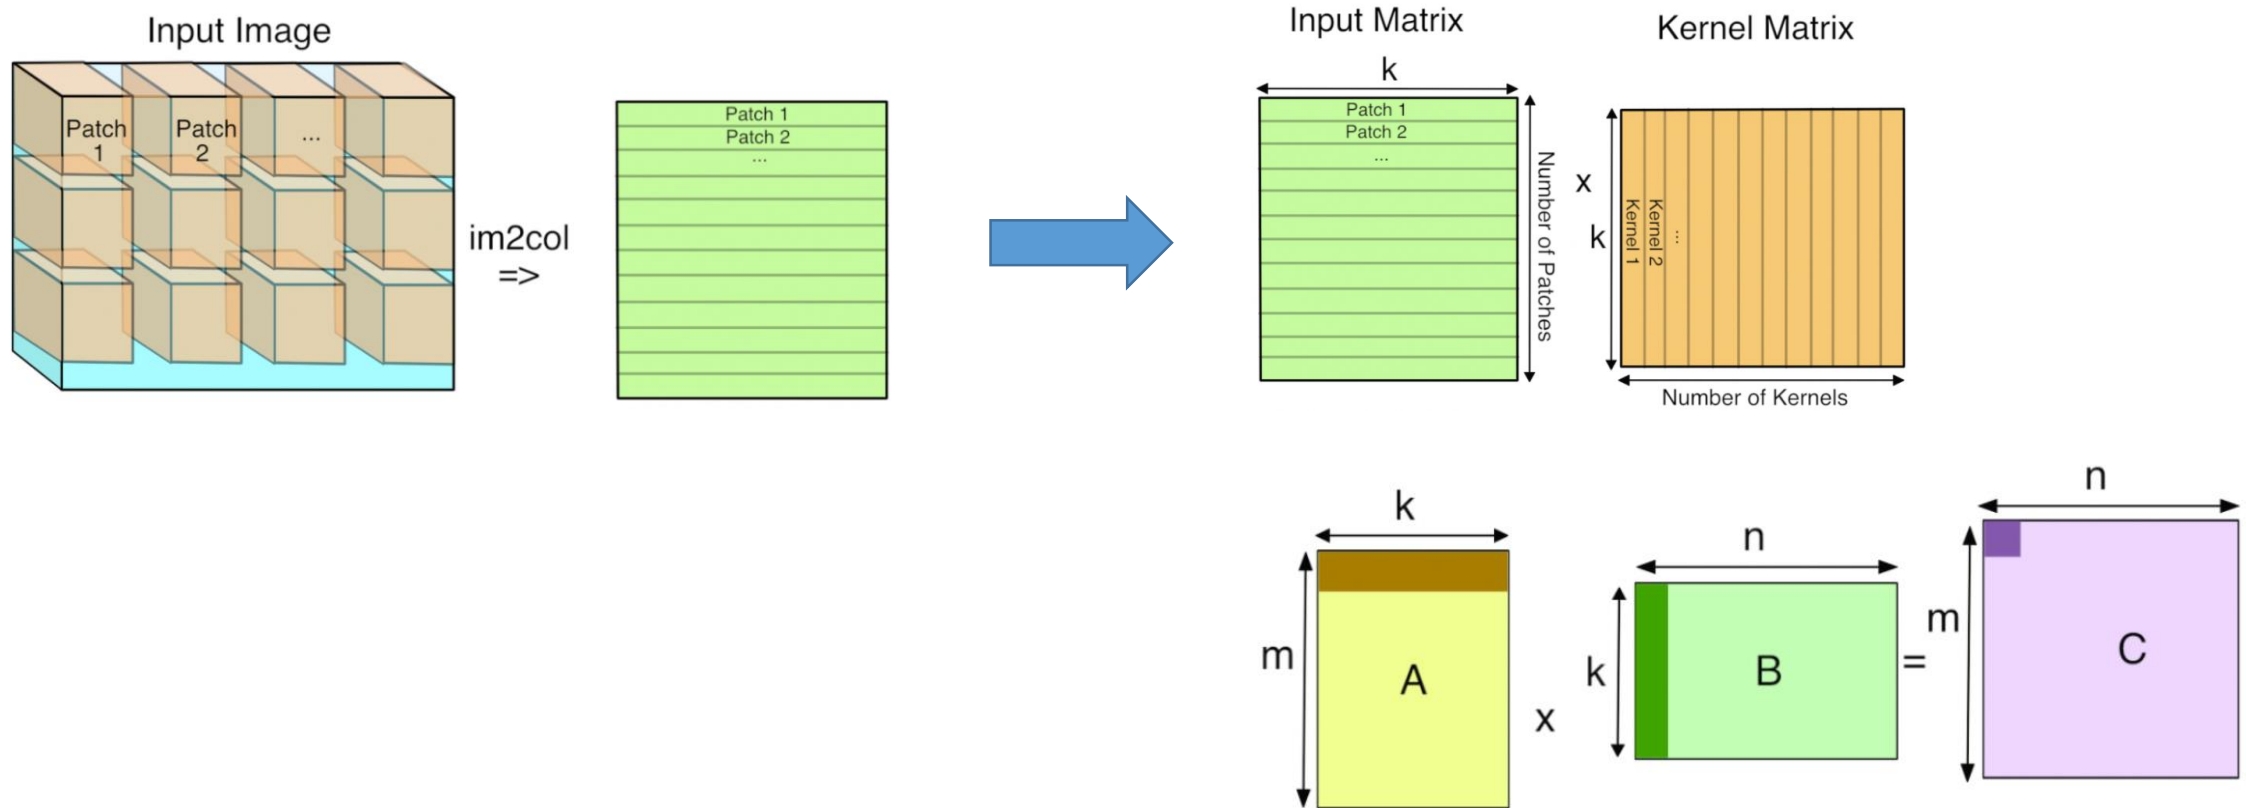 Input Image
Patch
1
Patch
2
...
im2col
=>
Patch 1
Patch 2
...
Input Matrix
k
Patch 1
Patch 2
...
Number of Patches
x
Kernel Matrix
k
Kernel 1
Kernel 2
...
Number of Kernels
k
m
A
x
n
k
B
=
n
m
C